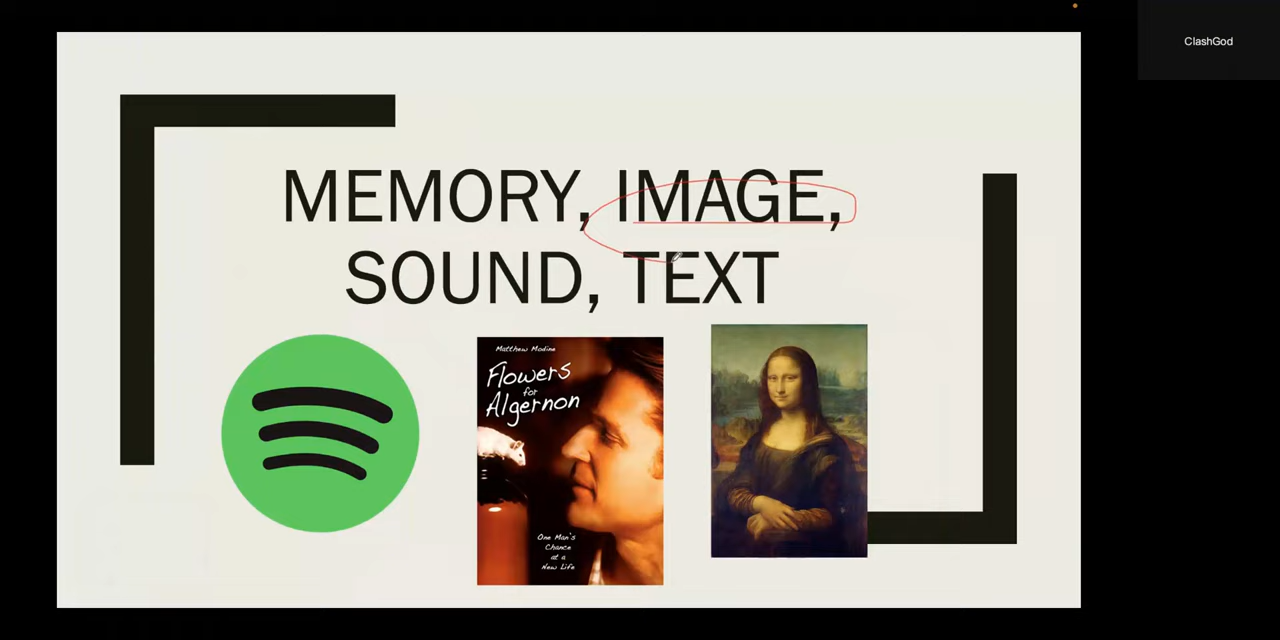 ClashGod
MEMORY, IMAGE,
SOUND, TEXT
Matthew Modine
Flowers
for
Algernon
One Man's
Chance
at a
New Life